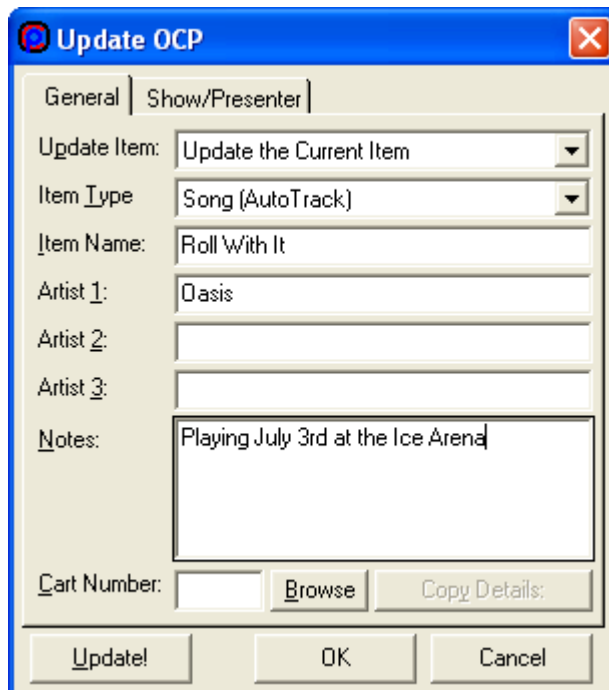 Update OCP
General Show/Presenter
Update Item: Update the Current Item
Item Type Song (AutoTrack)
Item Name: Roll With It
Artist 1: Oasis
Artist 2:
Artist 3:
Notes: Playing July 3rd at the Ice Arena
Cart Number: Browse Copy Details:
Update! OK Cancel